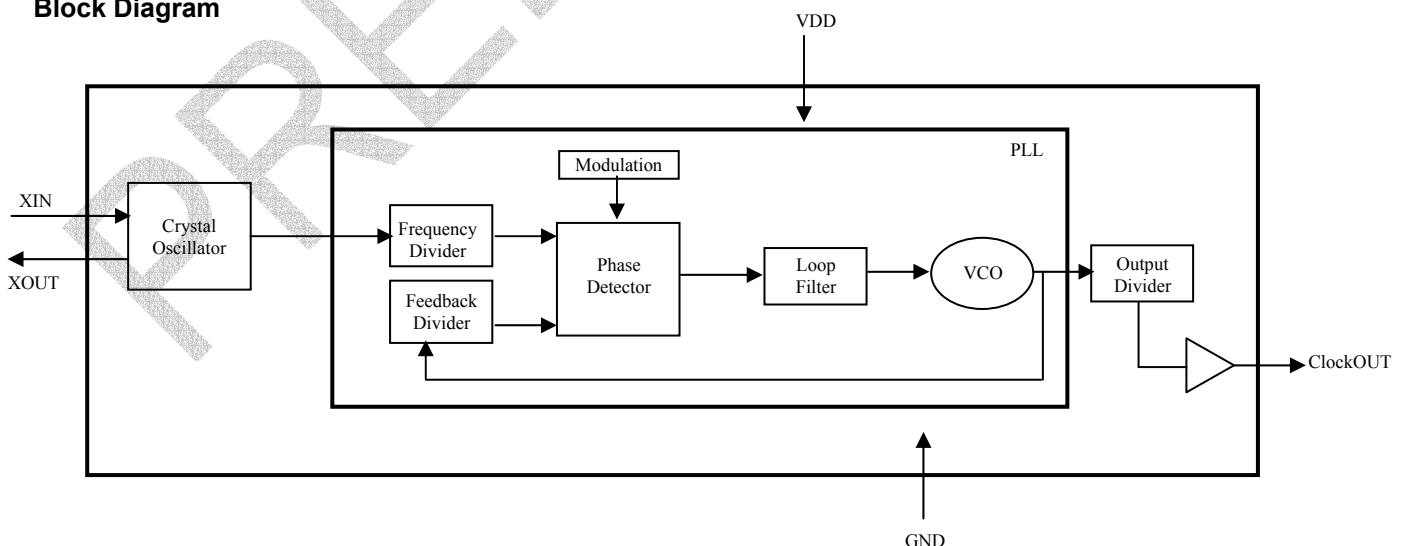 Block Diagram
VDD
PLL
Modulation
XIN
XOUT
Crystal
Oscillator
Frequency
Divider
Feedback
Divider
Phase
Detector
Loop
Filter
VCO
Output
Divider
ClockOUT
GND